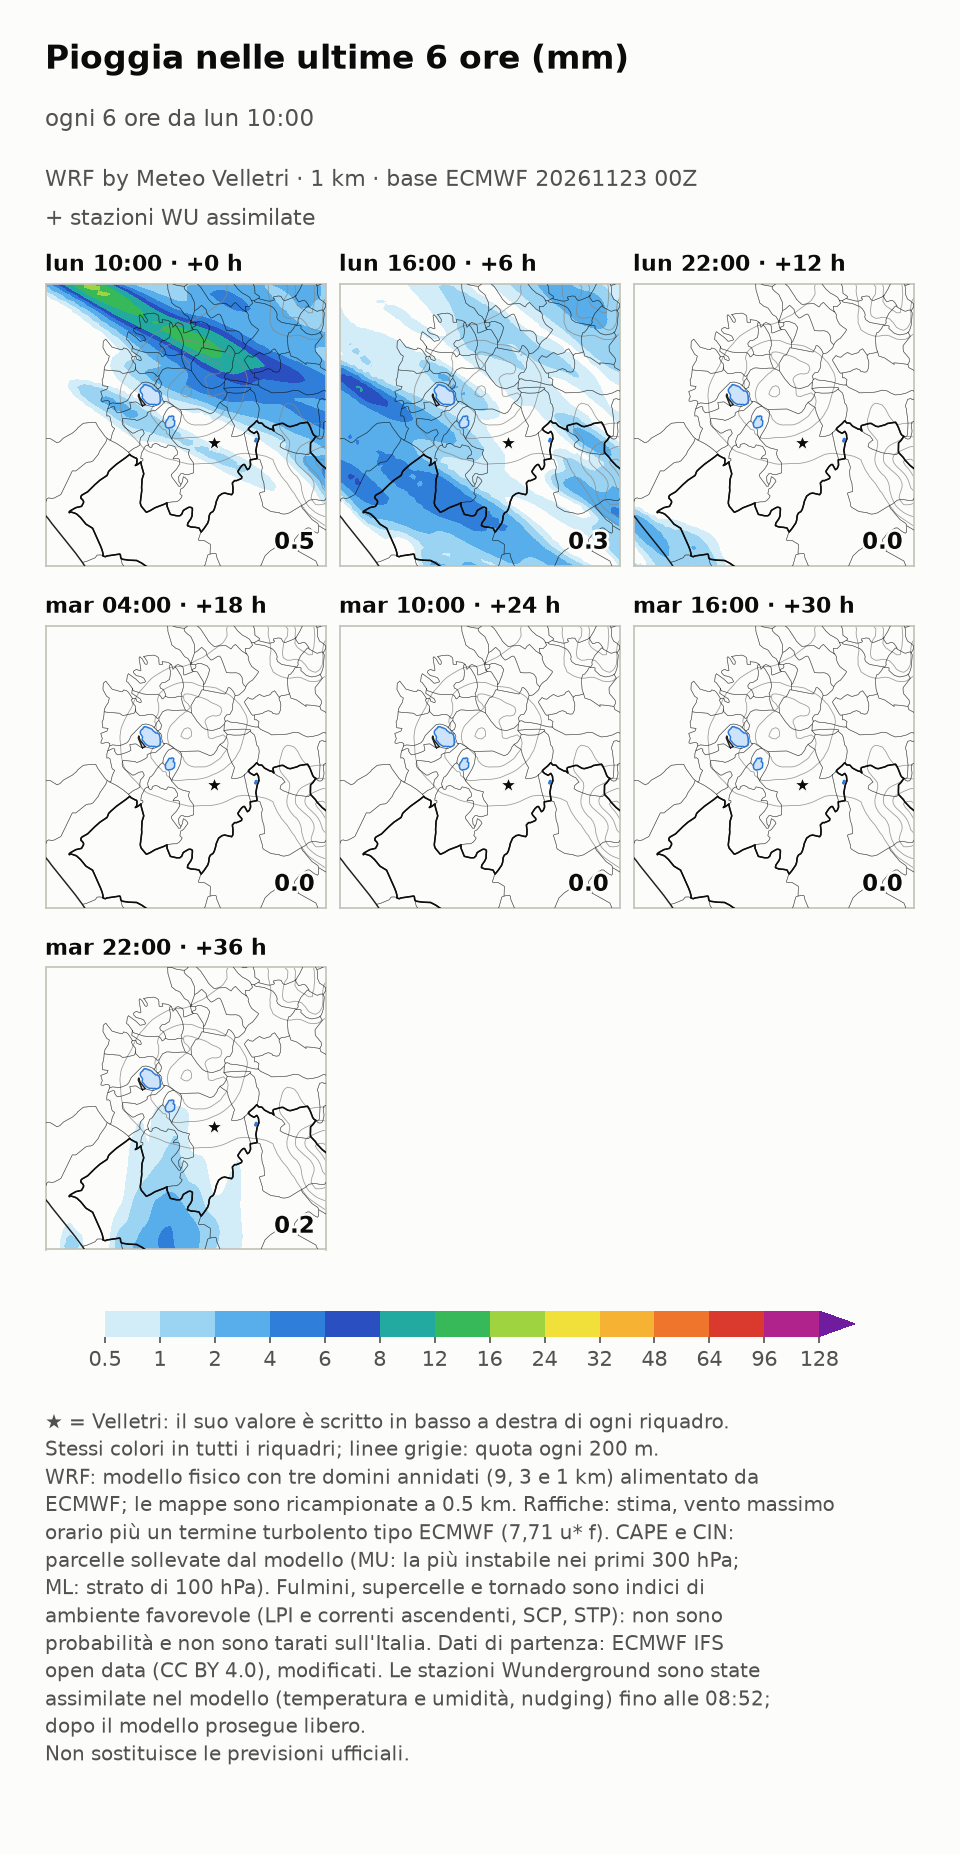 Pioggia nelle ultime 6 ore (mm)
ogni 6 ore da lun 10:00
WRF by Meteo Velletri · 1 km · base ECMWF 20261123 00Z
+ stazioni WU assimilate
lun 10:00 · +0 h
lun 16:00 · +6 h
lun 22:00 · +12 h
0.5
0.3
0.0
mar 04:00 · +18 h
mar 10:00 · +24 h
mar 16:00 · +30 h
0.0
0.0
0.0
mar 22:00 · +36 h
0.2
0.5 1 2 4 6 8 12 16 24 32 48 64 96 128
★ = Velletri: il suo valore è scritto in basso a destra di ogni riquadro.
Stessi colori in tutti i riquadri; linee grigie: quota ogni 200 m.
WRF: modello fisico con tre domini annidati (9, 3 e 1 km) alimentato da
ECMWF; le mappe sono ricampionate a 0.5 km. Raffiche: stima, vento massimo
orario più un termine turbolento tipo ECMWF (7,71 u* f). CAPE e CIN:
parcelle sollevate dal modello (MU: la più instabile nei primi 300 hPa;
ML: strato di 100 hPa). Fulmini, supercelle e tornado sono indici di
ambiente favorevole (LPI e correnti ascendenti, SCP, STP): non sono
probabilità e non sono tarati sull'Italia. Dati di partenza: ECMWF IFS
open data (CC BY 4.0), modificati. Le stazioni Wunderground sono state
assimilate nel modello (temperatura e umidità, nudging) fino alle 08:52;
dopo il modello prosegue libero.
Non sostituisce le previsioni ufficiali.